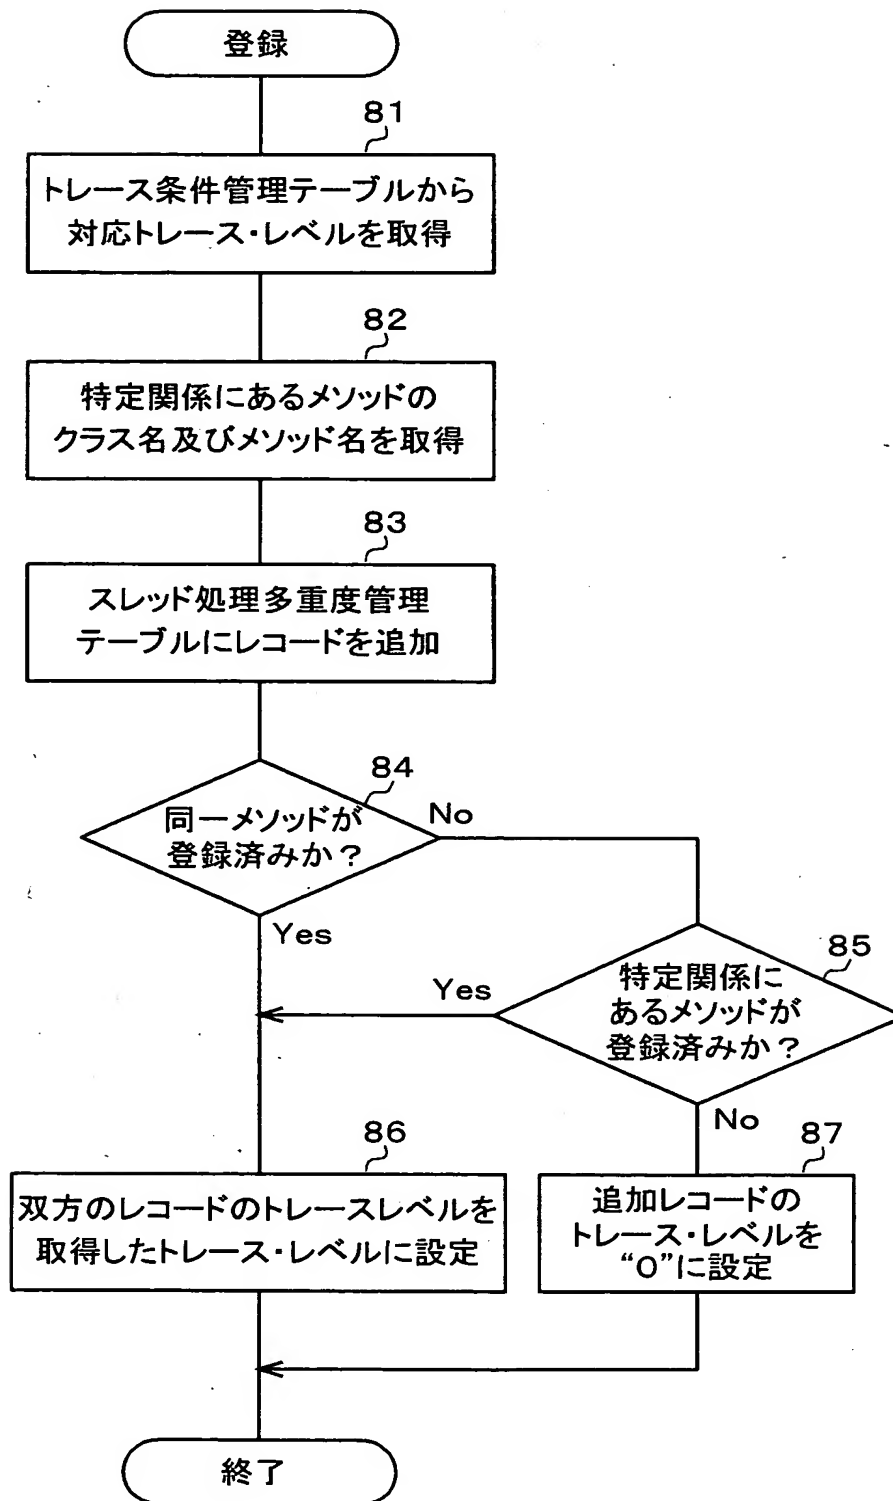 登録
81
トレース条件管理テーブルから
対応トレース・レベルを取得
82
特定関係にあるメソッドの
クラス名及びメソッド名を取得
83
スレッド処理多重度管理
テーブルにレコードを追加
84
同一メソッドが
登録済みか？
No
Yes
85
特定関係に
あるメソッドが
登録済みか？
Yes
No
86
双方のレコードのトレースレベルを
取得したトレース・レベルに設定
87
追加レコードの
トレース・レベルを
“0”に設定
終了